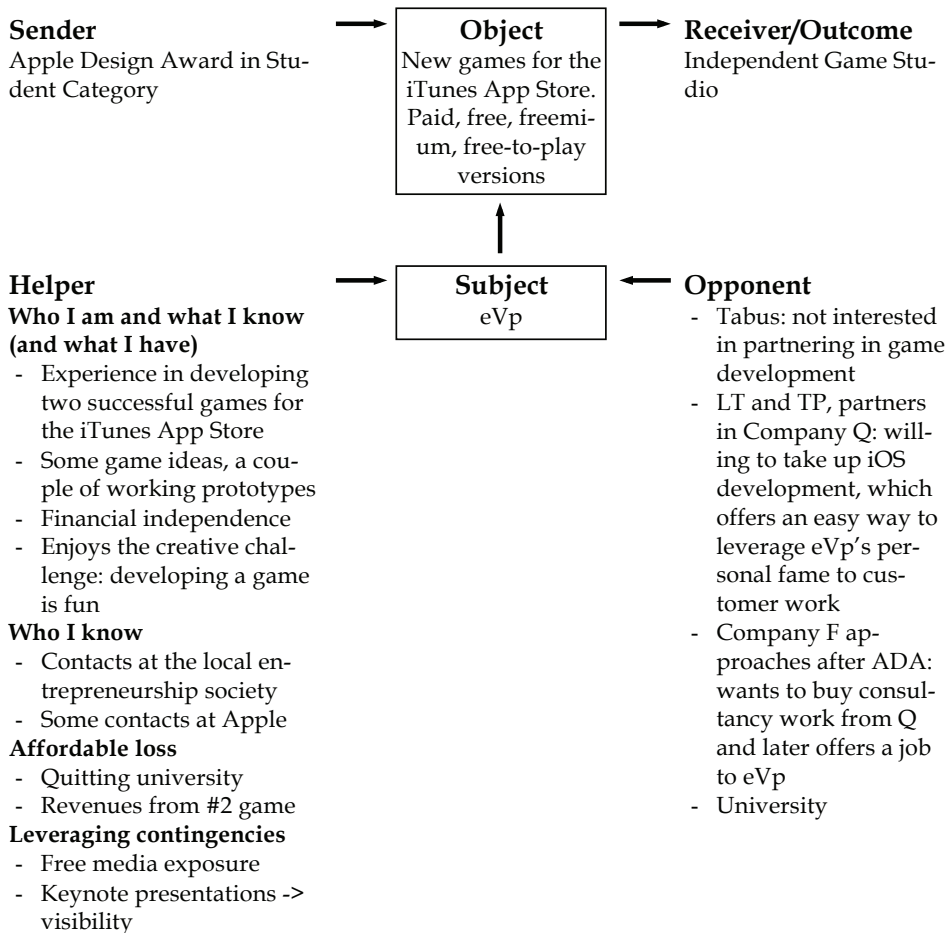 Sender
Apple Design Award in Stu-
dent Category
Object
New games for the
iTunes App Store.
Paid, free, freemi-
um, free-to-play
versions
Receiver/Outcome
Independent Game Stu-
dio
Helper
Who I am and what I know
(and what I have)
- Experience in developing
two successful games for
the iTunes App Store
- Some game ideas, a cou-
ple of working prototypes
- Financial independence
- Enjoys the creative chal-
lenge: developing a game
is fun
Who I know
- Contacts at the local en-
trepreneurship society
- Some contacts at Apple
Affordable loss
- Quitting university
- Revenues from #2 game
Leveraging contingencies
- Free media exposure
- Keynote presentations ->
visibility
Subject
eVp
Opponent
- Tabus: not interested
in partnering in game
development
- LT and TP, partners
in Company Q: will-
ing to take up iOS
development, which
offers an easy way to
leverage eVp's per-
sonal fame to cus-
tomer work
- Company F ap-
proaches after ADA:
wants to buy consul-
tancy work from Q
and later offers a job
to eVp
- University